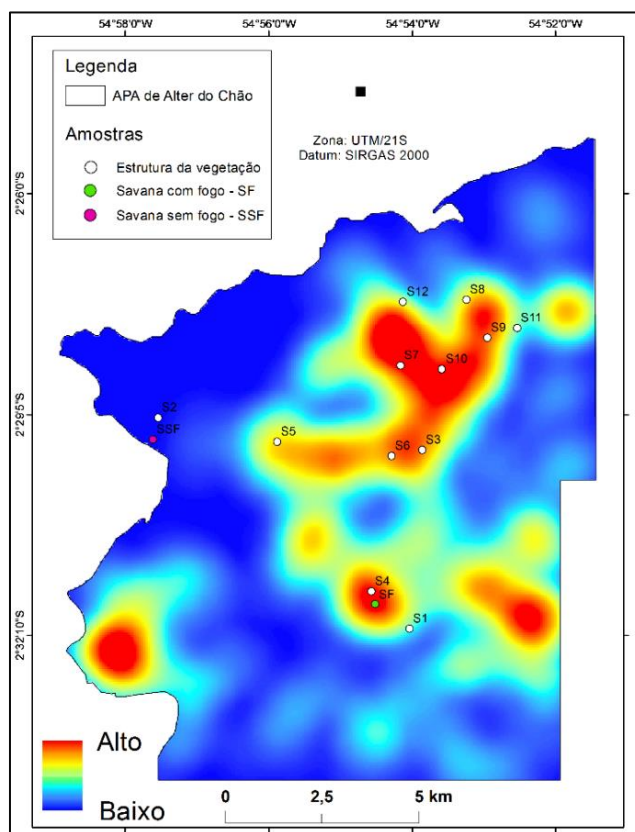 54°58'0"W
54°56'0"W
54°54'0"W
54°52'0"W
Legenda
APA de Alter do Chão
Amostras
Estrutura da vegetação
Savana com fogo - SF
Savana sem fogo - SSF
Zona: UTM/21S
Datum: SIRGAS 2000
2°26'0"S
S12
S8
S9
S11
S7
S10
2°28'5"S
S2
SSF
S5
S6
S3
S4
SF
S1
2°32'10"S
Alto
Baixo
0
2,5
5 km